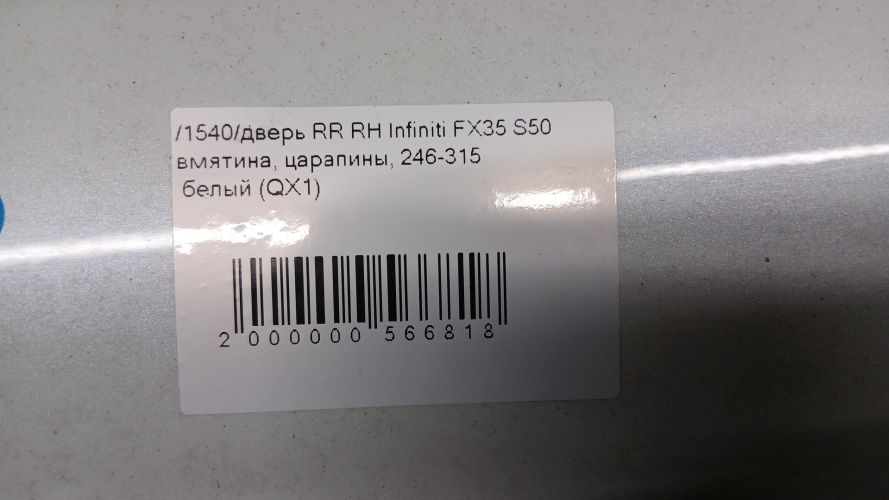 /1540/дверь RR RH Infiniti FX35 S50
вмятина, царапины, 246-315
белый (QX1)
2 000000 566818